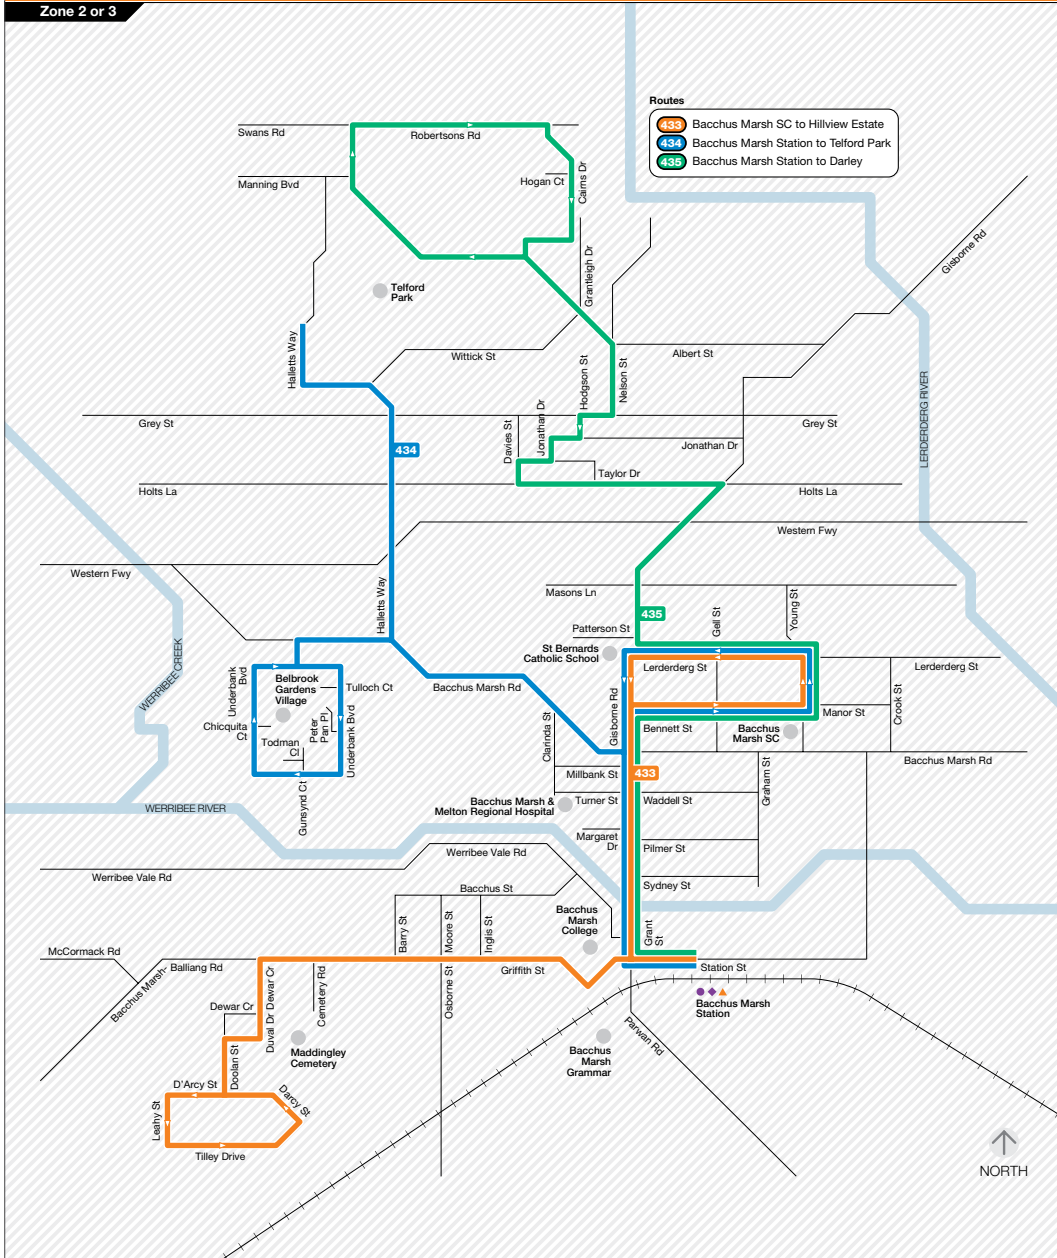 Zone 2 or 3
Routes
433 Bacchus Marsh SC to Hillview Estate
434 Bacchus Marsh Station to Telford Park
435 Bacchus Marsh Station to Darley
Swans Rd
Robertsons Rd
Manning Bvd
Hogan Ct
Cairns Dr
Gisborne Rd
Grantleigh Dr
Telford
Park
Halletts Way
Wittick St
Albert St
Hodgson St
Nelson St
LERDERDERG RIVER
Grey St
Davies St
Jonathan Dr
Grey St
434
Jonathan Dr
Taylor Dr
Holts La
Holts La
Western Fwy
Western Fwy
Halletts Way
Masons Ln
Young St
435
Gell St
Patterson St
St Bernards
Catholic School
WERRIBEE CREEK
Underbank
Bvd
Belbrook
Gardens
Village
Tulloch Ct
Bacchus Marsh Rd
Lerderderg St
Lerderderg St
Gisborne Rd
Crook St
Chicquita
Ct
Peter
Pan Pl
Underbank Bvd
Todman
Cl
Clarinda St
Manor St
Bennett St
Bacchus
Marsh SC
Bacchus Marsh Rd
Millbank St
433
Graham St
Gunsynd Ct
WERRIBEE RIVER
Bacchus Marsh &
Melton Regional Hospital
Turner St
Waddell St
Margaret
Dr
Pilmer St
Werribee Vale Rd
Werribee Vale Rd
Sydney St
Bacchus St
Barry St
Moore St
Inglis St
Bacchus
Marsh
College
Grant
St
McCormack Rd
Balliang Rd
Bacchus Marsh-
Griffith St
Station St
Duval Dr
Dewar Cr
Cemetery Rd
Osborne St
Dewar Cr
Bacchus Marsh
Station
Parwan Rd
Doolan St
Maddingley
Cemetery
Bacchus
Marsh
Grammar
D'Arcy St
Darcy St
Leahy St
Tilley Drive
NORTH